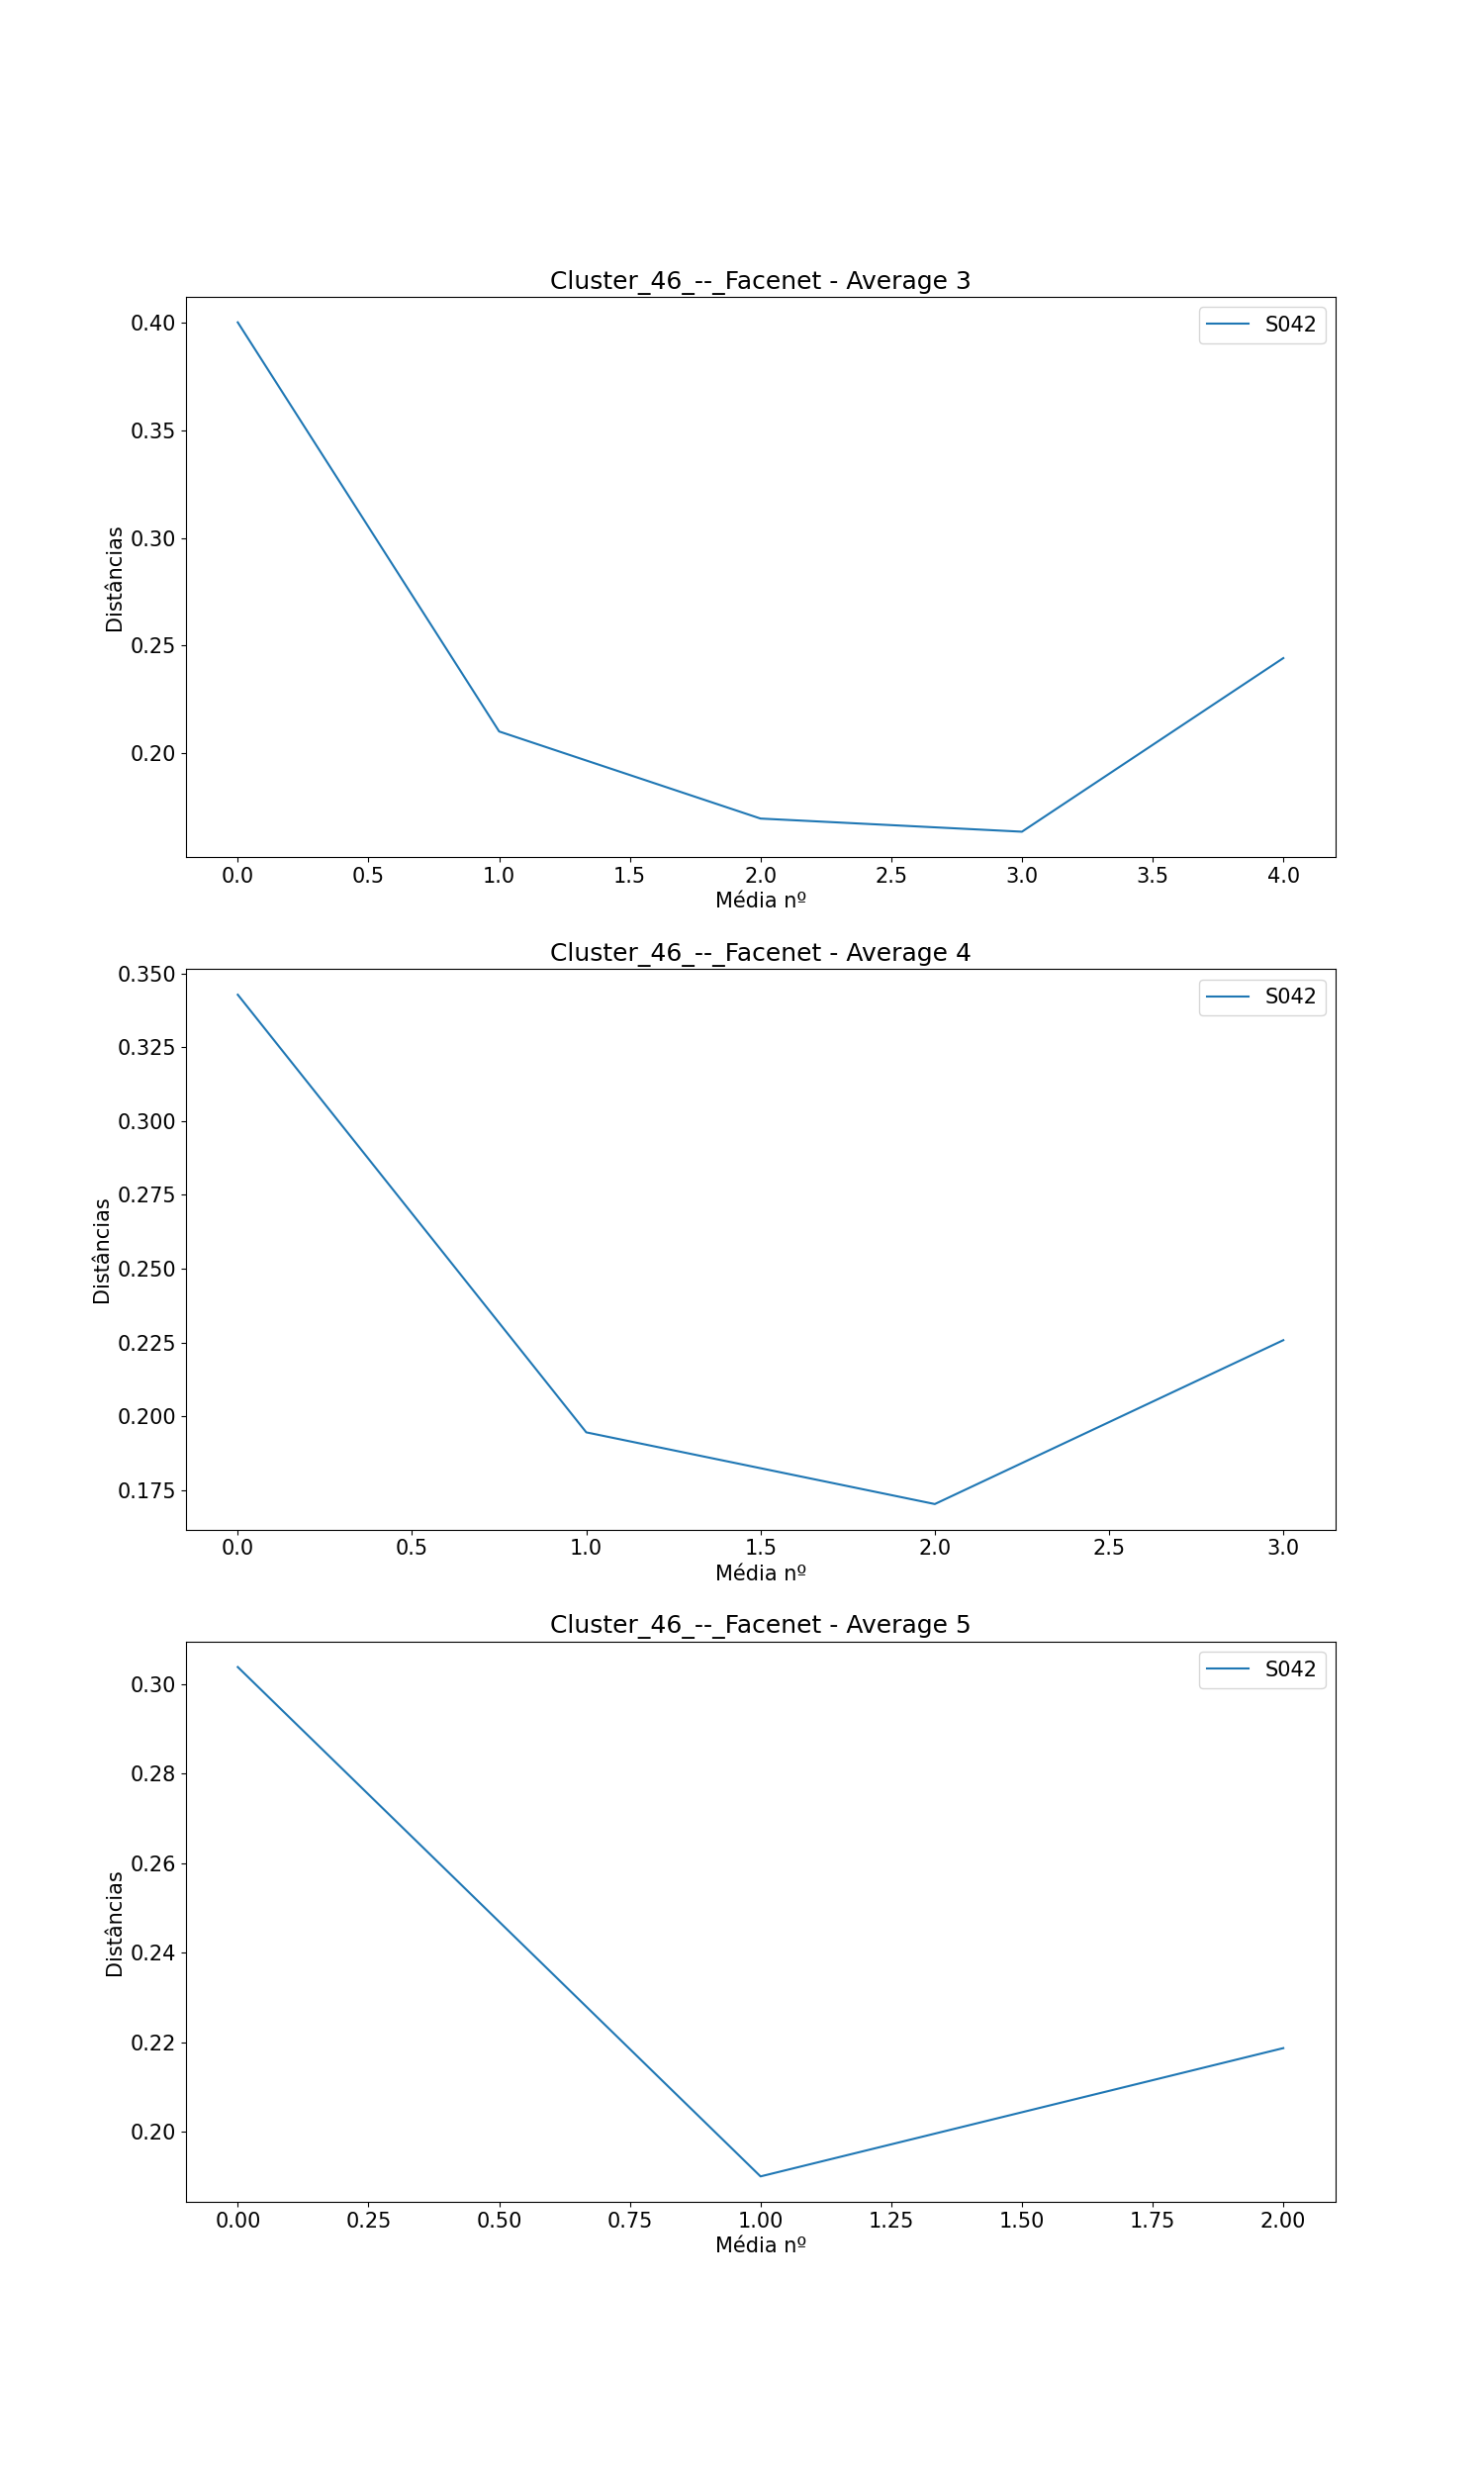 Cluster_46_--_Facenet - Average 3
S042
0.40
0.35
0.30
0.25
0.20
Distâncias
0.0 0.5 1.0 1.5 2.0 2.5 3.0 3.5 4.0
Média nº
Cluster_46_--_Facenet - Average 4
S042
0.350
0.325
0.300
0.275
0.250
0.225
0.200
0.175
Distâncias
0.0 0.5 1.0 1.5 2.0 2.5 3.0
Média nº
Cluster_46_--_Facenet - Average 5
S042
0.30
0.28
0.26
0.24
0.22
0.20
Distâncias
0.00 0.25 0.50 0.75 1.00 1.25 1.50 1.75 2.00
Média nº